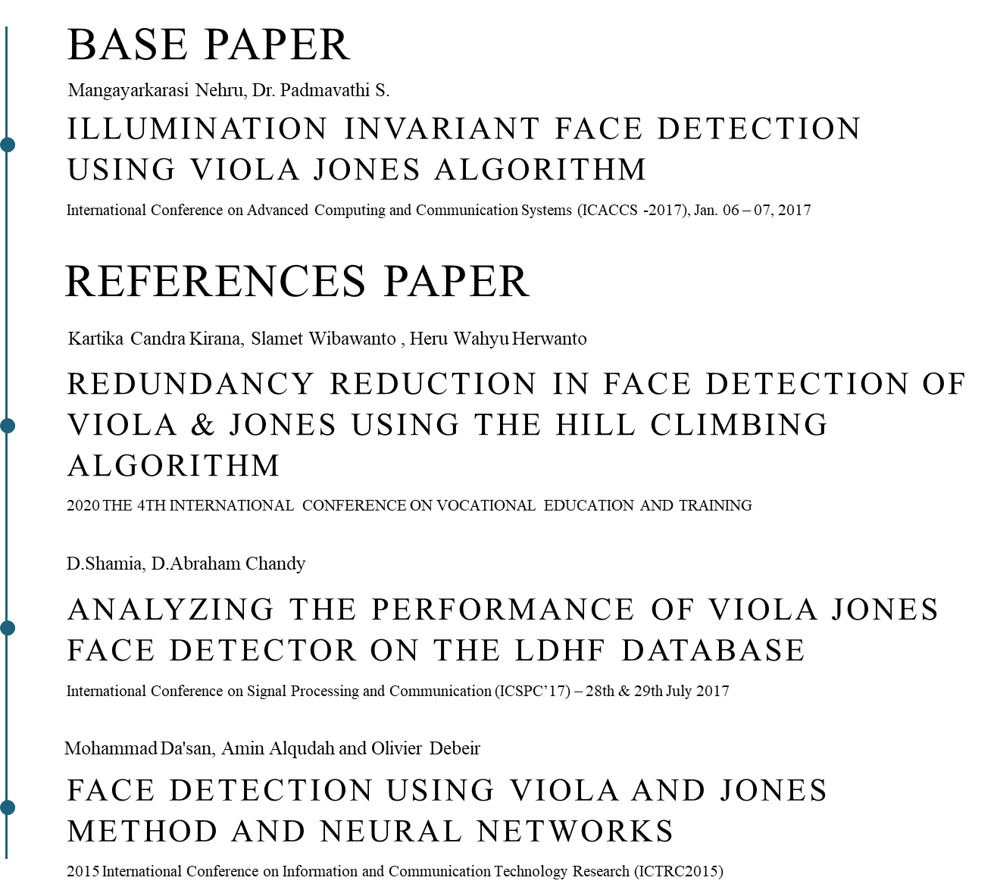 BASE PAPER
Mangayarkarasi Nehru, Dr. Padmavathi S.
ILLUMINATION INVARIANT FACE DETECTION
USING VIOLA JONES ALGORITHM
International Conference on Advanced Computing and Communication Systems (ICACCS -2017), Jan. 06 – 07, 2017
REFERENCES PAPER
Kartika Candra Kirana, Slamet Wibawanto , Heru Wahyu Herwanto
REDUNDANCY REDUCTION IN FACE DETECTION OF
VIOLA & JONES USING THE HILL CLIMBING
ALGORITHM
2020 THE 4TH INTERNATIONAL CONFERENCE ON VOCATIONAL EDUCATION AND TRAINING
D.Shamia, D.Abraham Chandy
ANALYZING THE PERFORMANCE OF VIOLA JONES
FACE DETECTOR ON THE LDHF DATABASE
International Conference on Signal Processing and Communication (ICSPC’17) – 28th & 29th July 2017
Mohammad Da'san, Amin Alqudah and Olivier Debeir
FACE DETECTION USING VIOLA AND JONES
METHOD AND NEURAL NETWORKS
2015 International Conference on Information and Communication Technology Research (ICTRC2015)